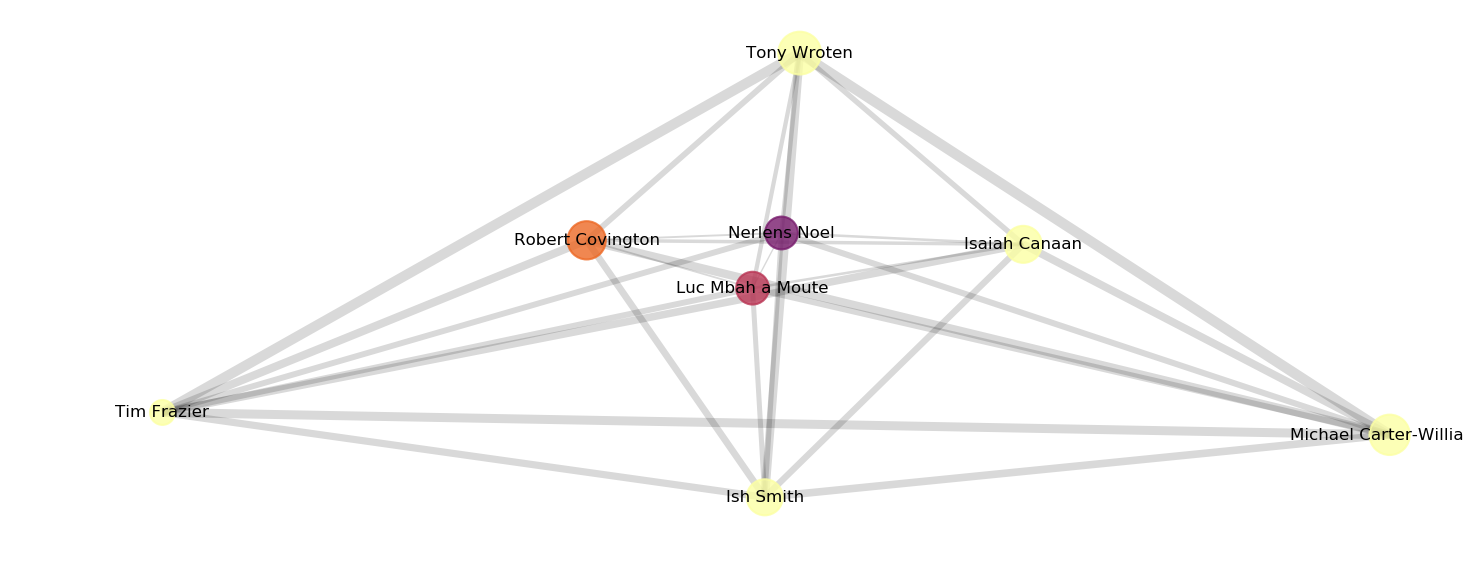 Tony Wroten
Nerlens Noel
Robert Covington
Isaiah Canaan
Luc Mbah a Moute
Tim Frazier
Michael Carter-Willia
Ish Smith